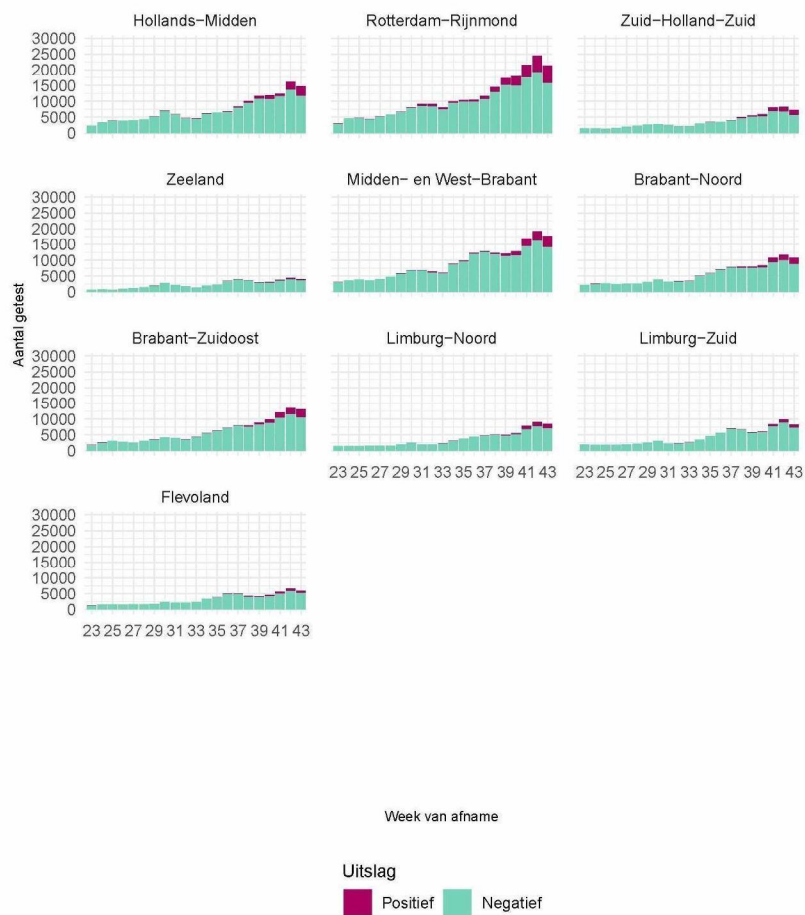 Hollands−Midden Rotterdam−Rijnmond Zuid−Holland−Zuid
30000
25000
20000
15000
10000
5000
0
Zeeland Midden− en West−Brabant Brabant−Noord
30000
25000
20000
15000
10000
5000
0
Aantal getest
Brabant−Zuidoost Limburg−Noord Limburg−Zuid
30000
25000
20000
15000
10000
5000
0
23 25 27 29 31 33 35 37 39 41 43 23 25 27 29 31 33 35 37 39 41 43
Flevoland
30000
25000
20000
15000
10000
5000
0
23 25 27 29 31 33 35 37 39 41 43
Week van afname
Uitslag
Positief Negatief